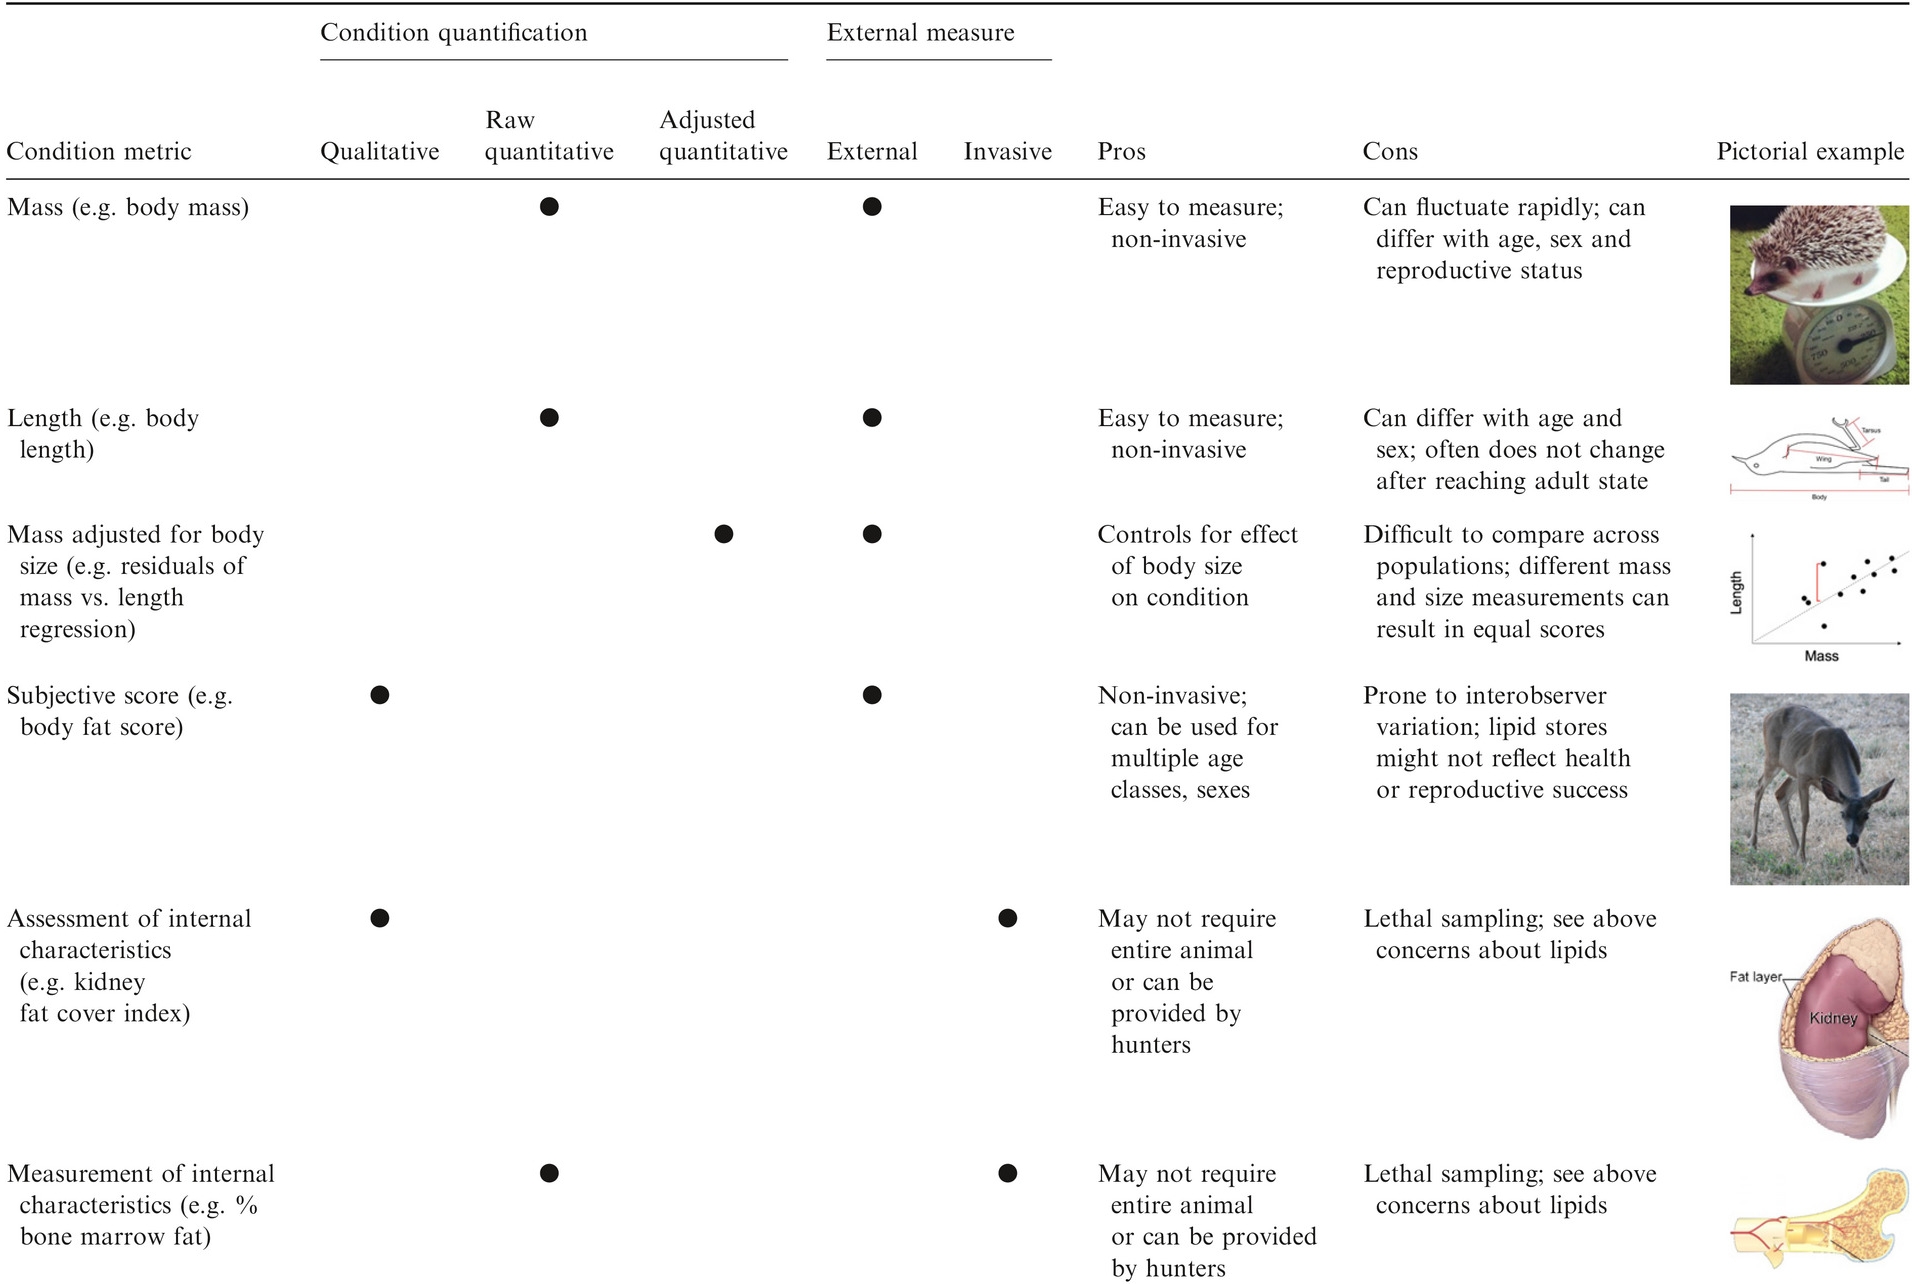 Condition quantification External measure
Raw Adjusted
Condition metric Qualitative quantitative quantitative External Invasive Pros Cons Pictorial example
Mass (e.g. body mass) ● ● Easy to measure; Can fluctuate rapidly; can
non-invasive differ with age, sex and
reproductive status
750
Length (e.g. body ● ● Easy to measure; Can differ with age and
length) non-invasive sex; often does not change
after reaching adult state
Tarsus
Wing
Tail
Body
Mass adjusted for body ● ● Controls for effect Difficult to compare across
size (e.g. residuals of of body size populations; different mass
mass vs. length on condition and size measurements can
regression) result in equal scores
Length
Mass
Subjective score (e.g. ● ● Non-invasive; Prone to interobserver
body fat score) can be used for variation; lipid stores
multiple age might not reflect health
classes, sexes or reproductive success
Assessment of internal ● ● May not require Lethal sampling; see above
characteristics entire animal concerns about lipids
(e.g. kidney or can be
fat cover index) provided by
hunters
Fat layer
Kidney
Measurement of internal ● ● May not require Lethal sampling; see above
characteristics (e.g. % entire animal concerns about lipids
bone marrow fat) or can be provided
by hunters